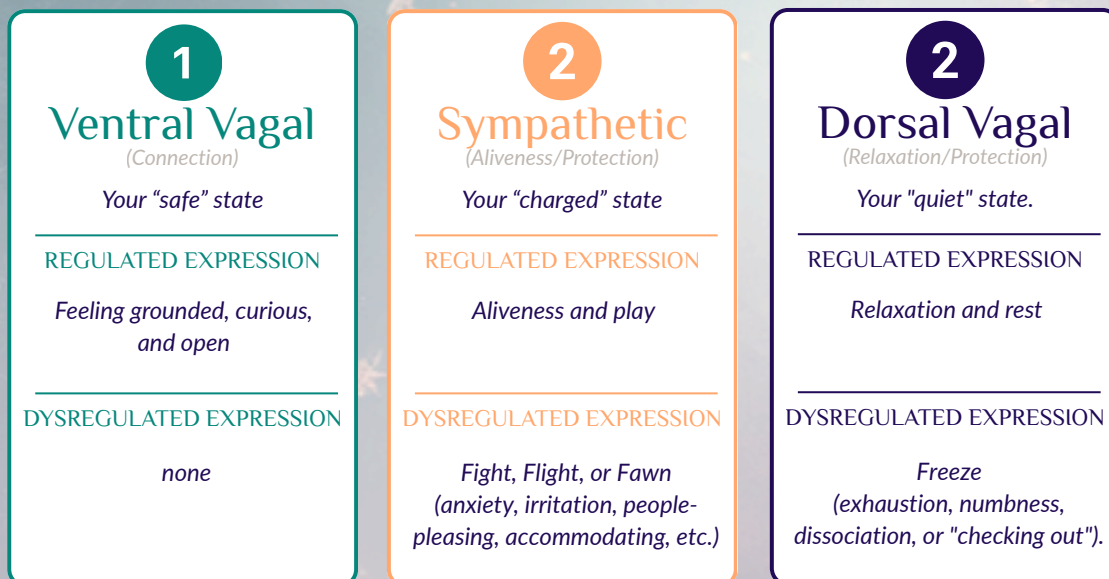 1
Ventral Vagal
(Connection)
Your “safe” state
REGULATED EXPRESSION
Feeling grounded, curious,
and open
DYSREGULATED EXPRESSION
none
2
Sympathetic
(Aliveness/Protection)
Your “charged” state
REGULATED EXPRESSION
Aliveness and play
DYSREGULATED EXPRESSION
Fight, Flight, or Fawn
(anxiety, irritation, people-
pleasing, accommodating, etc.)
2
Dorsal Vagal
(Relaxation/Protection)
Your "quiet" state.
REGULATED EXPRESSION
Relaxation and rest
DYSREGULATED EXPRESSION
Freeze
(exhaustion, numbness,
dissociation, or "checking out").